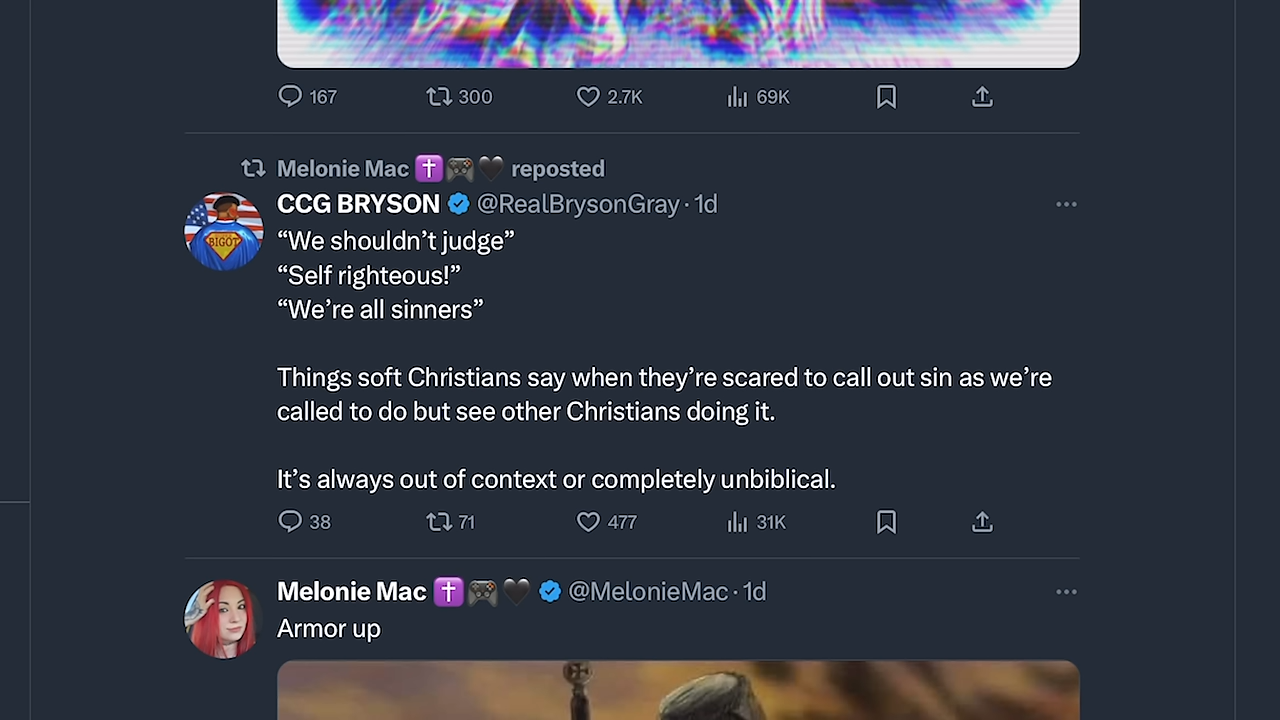 167 300 2.7K 69K
Melonie Mac ✝️🎮🖤 reposted
CCG BRYSON @RealBrysonGray · 1d
BIGOT
“We shouldn’t judge”
“Self righteous!”
“We’re all sinners”
Things soft Christians say when they’re scared to call out sin as we’re
called to do but see other Christians doing it.
It’s always out of context or completely unbiblical.
38 71 477 31K
Melonie Mac ✝️🎮🖤 @MelonieMac · 1d
Armor up